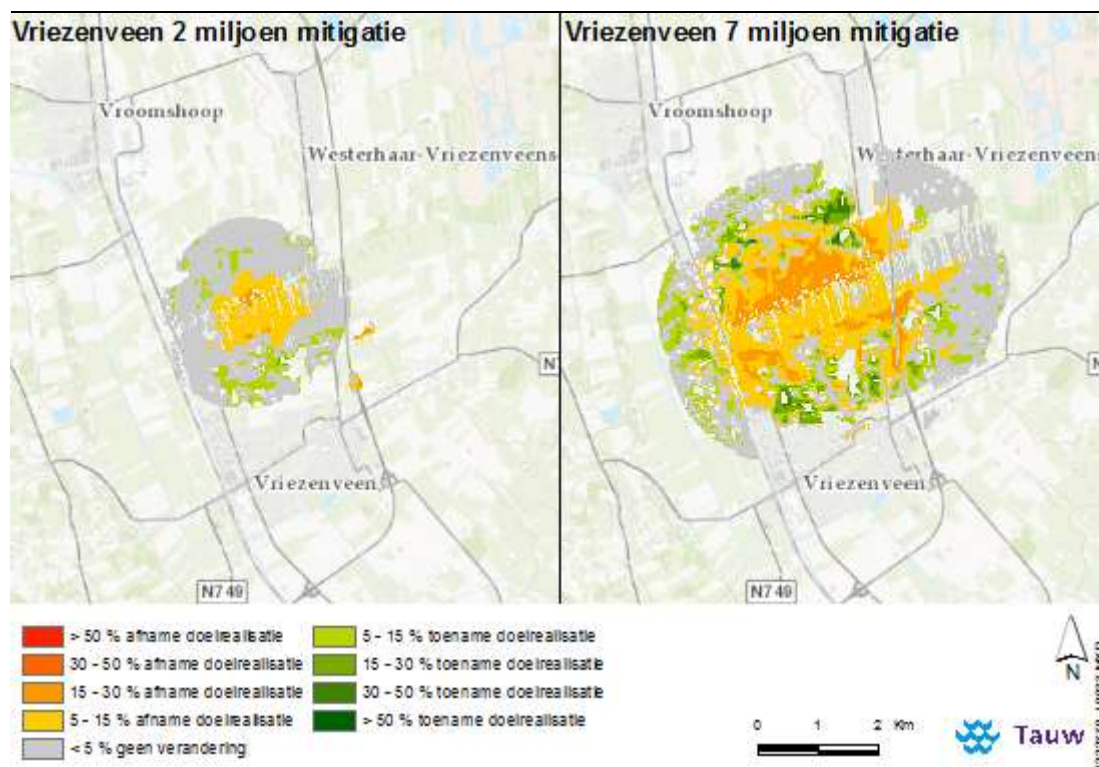 Vriezenveen 2 miljoen mitigatie
Vroomshoop
Westerhaar-Vriezenveens
N
Vriezenveen
N749
Vriezenveen 7 miljoen mitigatie
Vroomshoop
Westerhaar-Vriezenveens
N
Vriezenveen
N749
> 50 % afname doelrealisatie
30 - 50 % afname doelrealisatie
15 - 30 % afname doelrealisatie
5 - 15 % afname doelrealisatie
< 5 % geen verandering
5 - 15 % toename doelrealisatie
15 - 30 % toename doelrealisatie
30 - 50 % toename doelrealisatie
> 50 % toename doelrealisatie
N
0 1 2 Km
Tauw